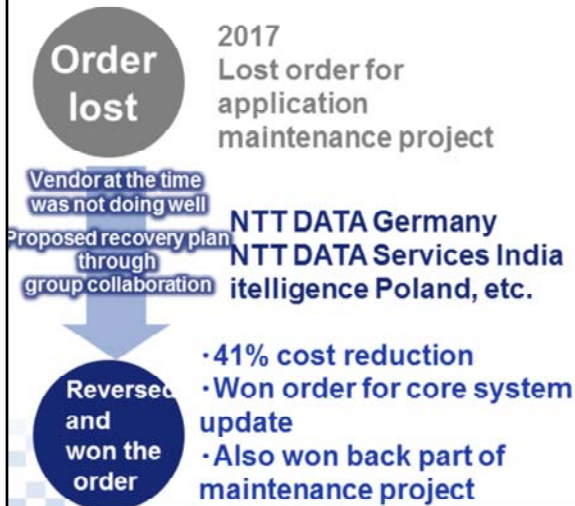 Order
lost
2017
Lost order for
application
maintenance project
Vendor at the time
was not doing well
Proposed recovery plan
through
group collaboration
NTT DATA Germany
NTT DATA Services India
itelligence Poland, etc.
Reversed
and
won the
order
・41% cost reduction
・Won order for core system
update
・Also won back part of
maintenance project